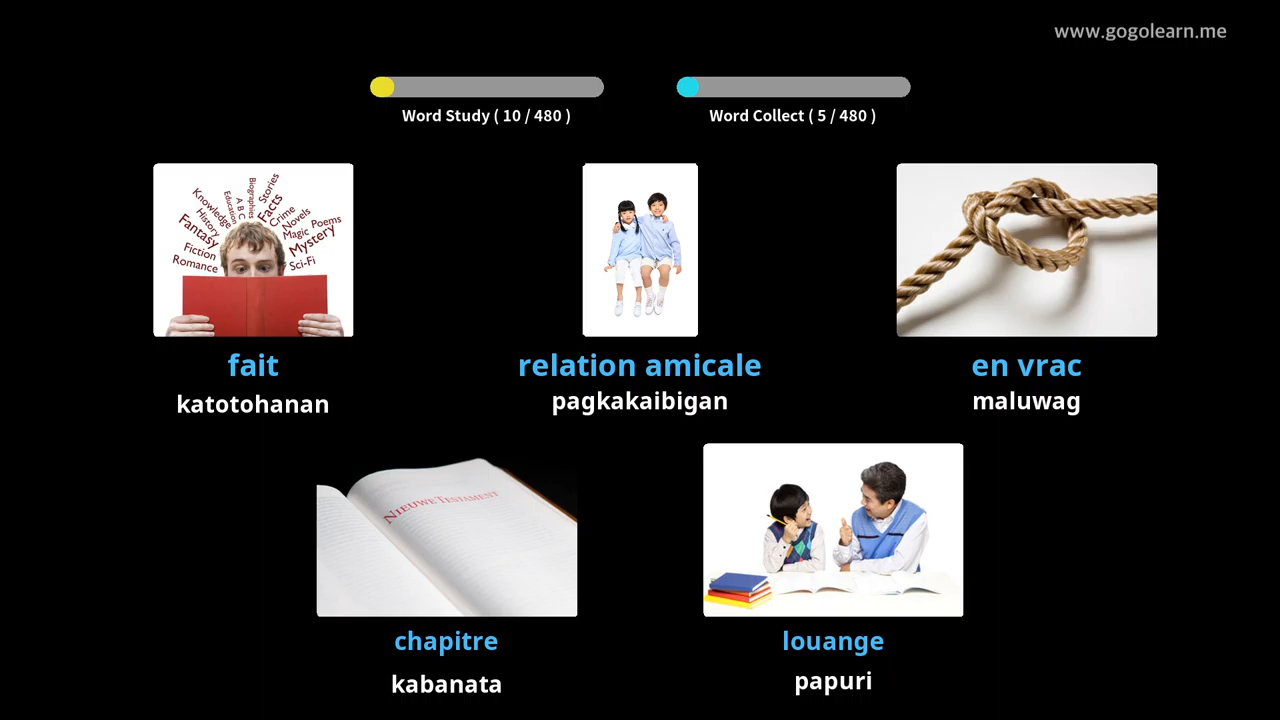 www.gogolearn.me
Word Study ( 10 / 480 )
Word Collect ( 5 / 480 )
Knowledge
History
Education
A B C
Biographies
Stories
Facts
Crime
Novels
Magic Poems
Fantasy
Mystery
Fiction
Romance
Sci-Fi
fait
katotohanan
relation amicale
pagkakaibigan
en vrac
maluwag
NIEUWE TESTAMENT
chapitre
kabanata
louange
papuri